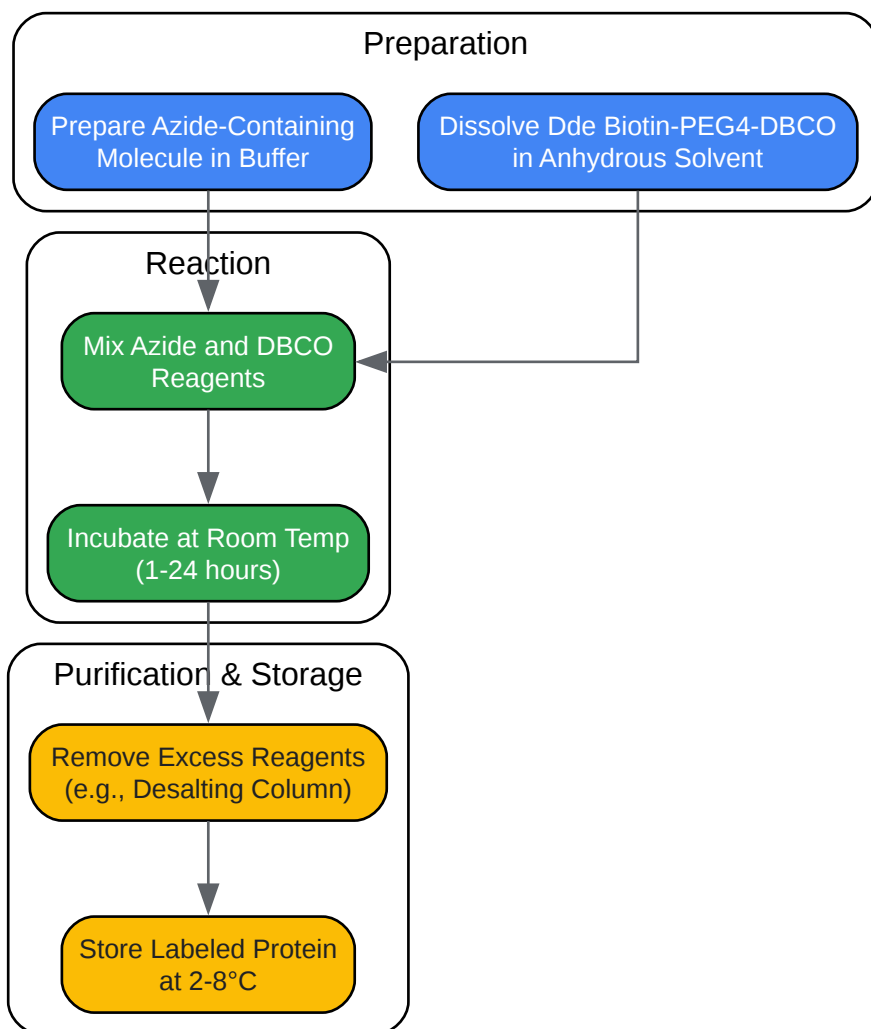 Preparation
Prepare Azide-Containing
Molecule in Buffer
Dissolve Dde Biotin-PEG4-DBCO
in Anhydrous Solvent
Reaction
Mix Azide and DBCO
Reagents
Incubate at Room Temp
(1-24 hours)
Purification & Storage
Remove Excess Reagents
(e.g., Desalting Column)
Store Labeled Protein
at 2-8°C